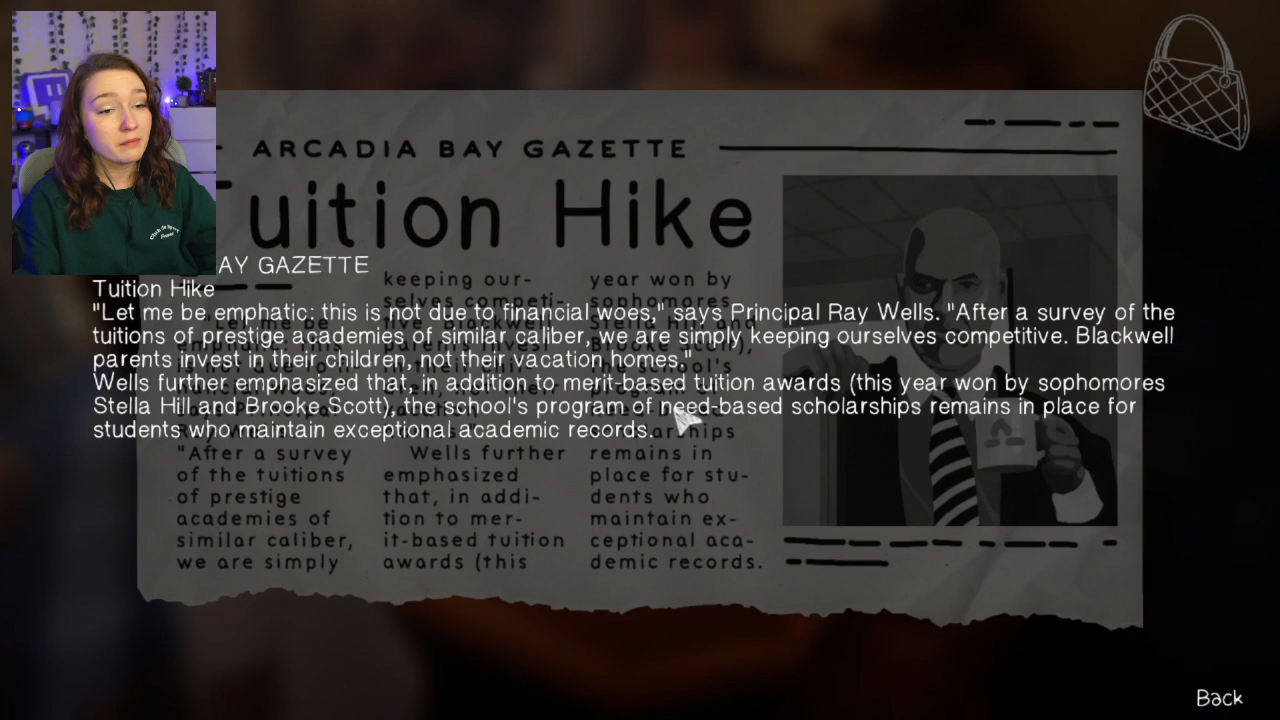 ARCADIA BAY GAZETTE
Tuition Hike
AY GAZETTE
Tuition Hike
"Let me be emphatic: this is not due to financial woes," says Principal Ray Wells. "After a survey of the
tuitions of prestige academies of similar caliber, we are simply keeping ourselves competitive. Blackwell
parents invest in their children, not their vacation homes."
Wells further emphasized that, in addition to merit-based tuition awards (this year won by sophomores
Stella Hill and Brooke Scott), the school's program of need-based scholarships remains in place for
students who maintain exceptional academic records.
"After a survey
of the tuitions
of prestige
academies of
similar caliber,
we are simply
keeping our-
selves competi-
Wells further
emphasized
that, in addi-
tion to mer-
it-based tuition
awards (this
year won by
sophomores
remains in
place for stu-
dents who
maintain ex-
ceptional aca-
demic records.
Back